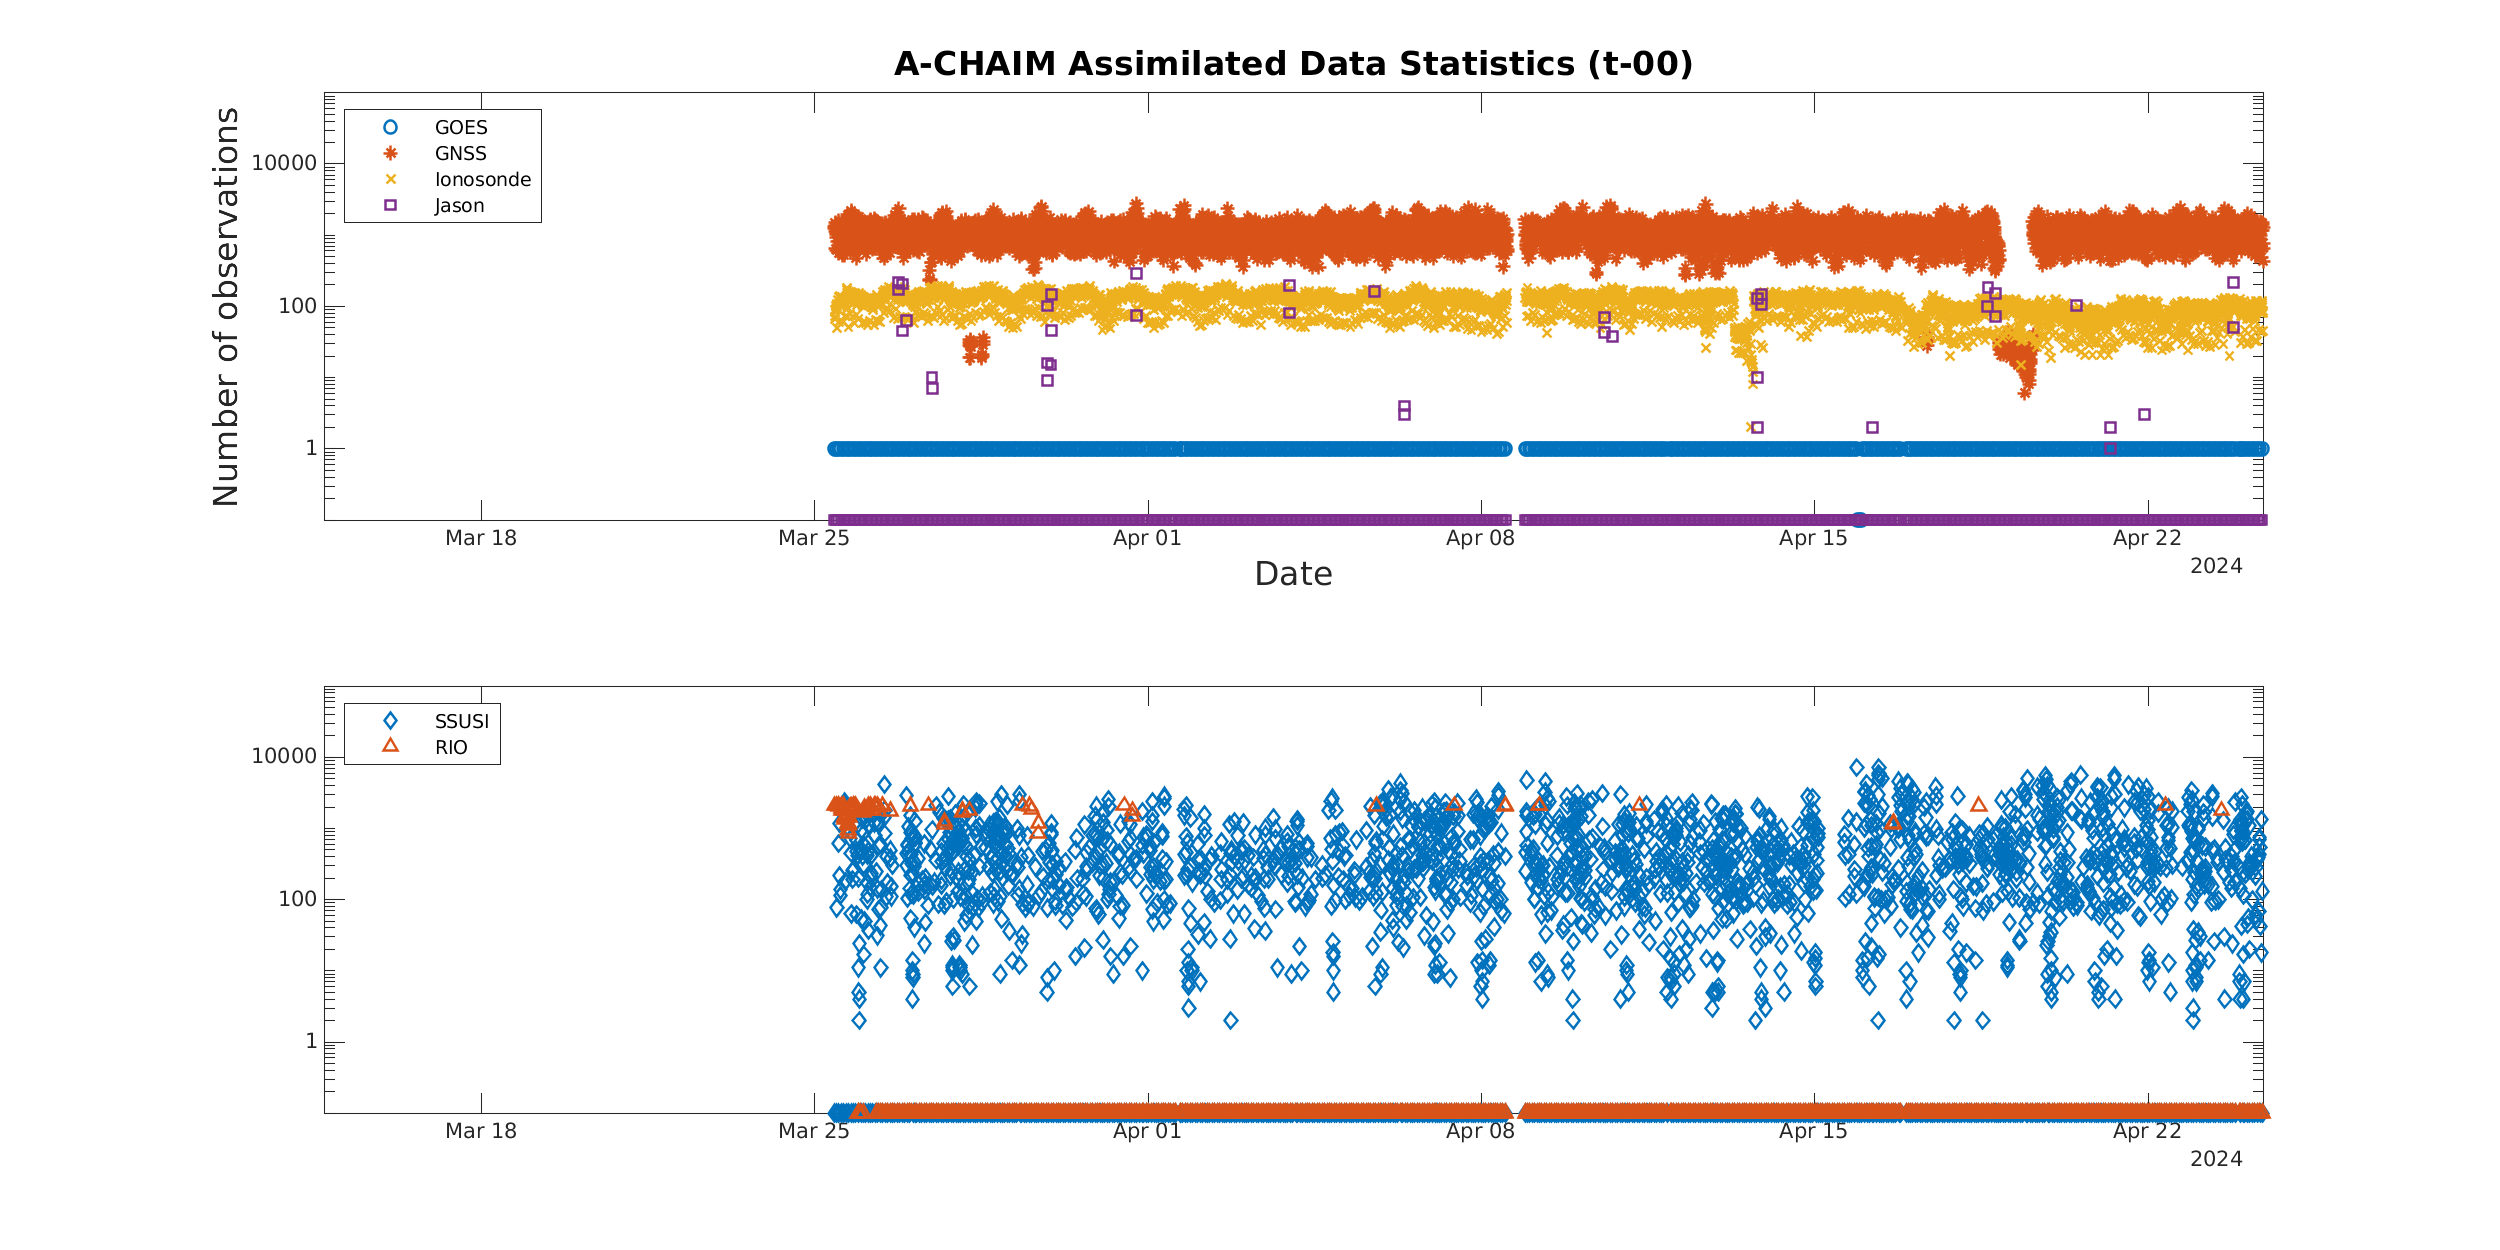 A-CHAIM Assimilated Data Statistics (t-00)
Number of observations
GOES
GNSS
Ionosonde
Jason
10000
100
1
Mar 18 Mar 25 Apr 01 Apr 08 Apr 15 Apr 22
2024
Date
SSUSI
RIO
10000
100
1
Mar 18 Mar 25 Apr 01 Apr 08 Apr 15 Apr 22
2024